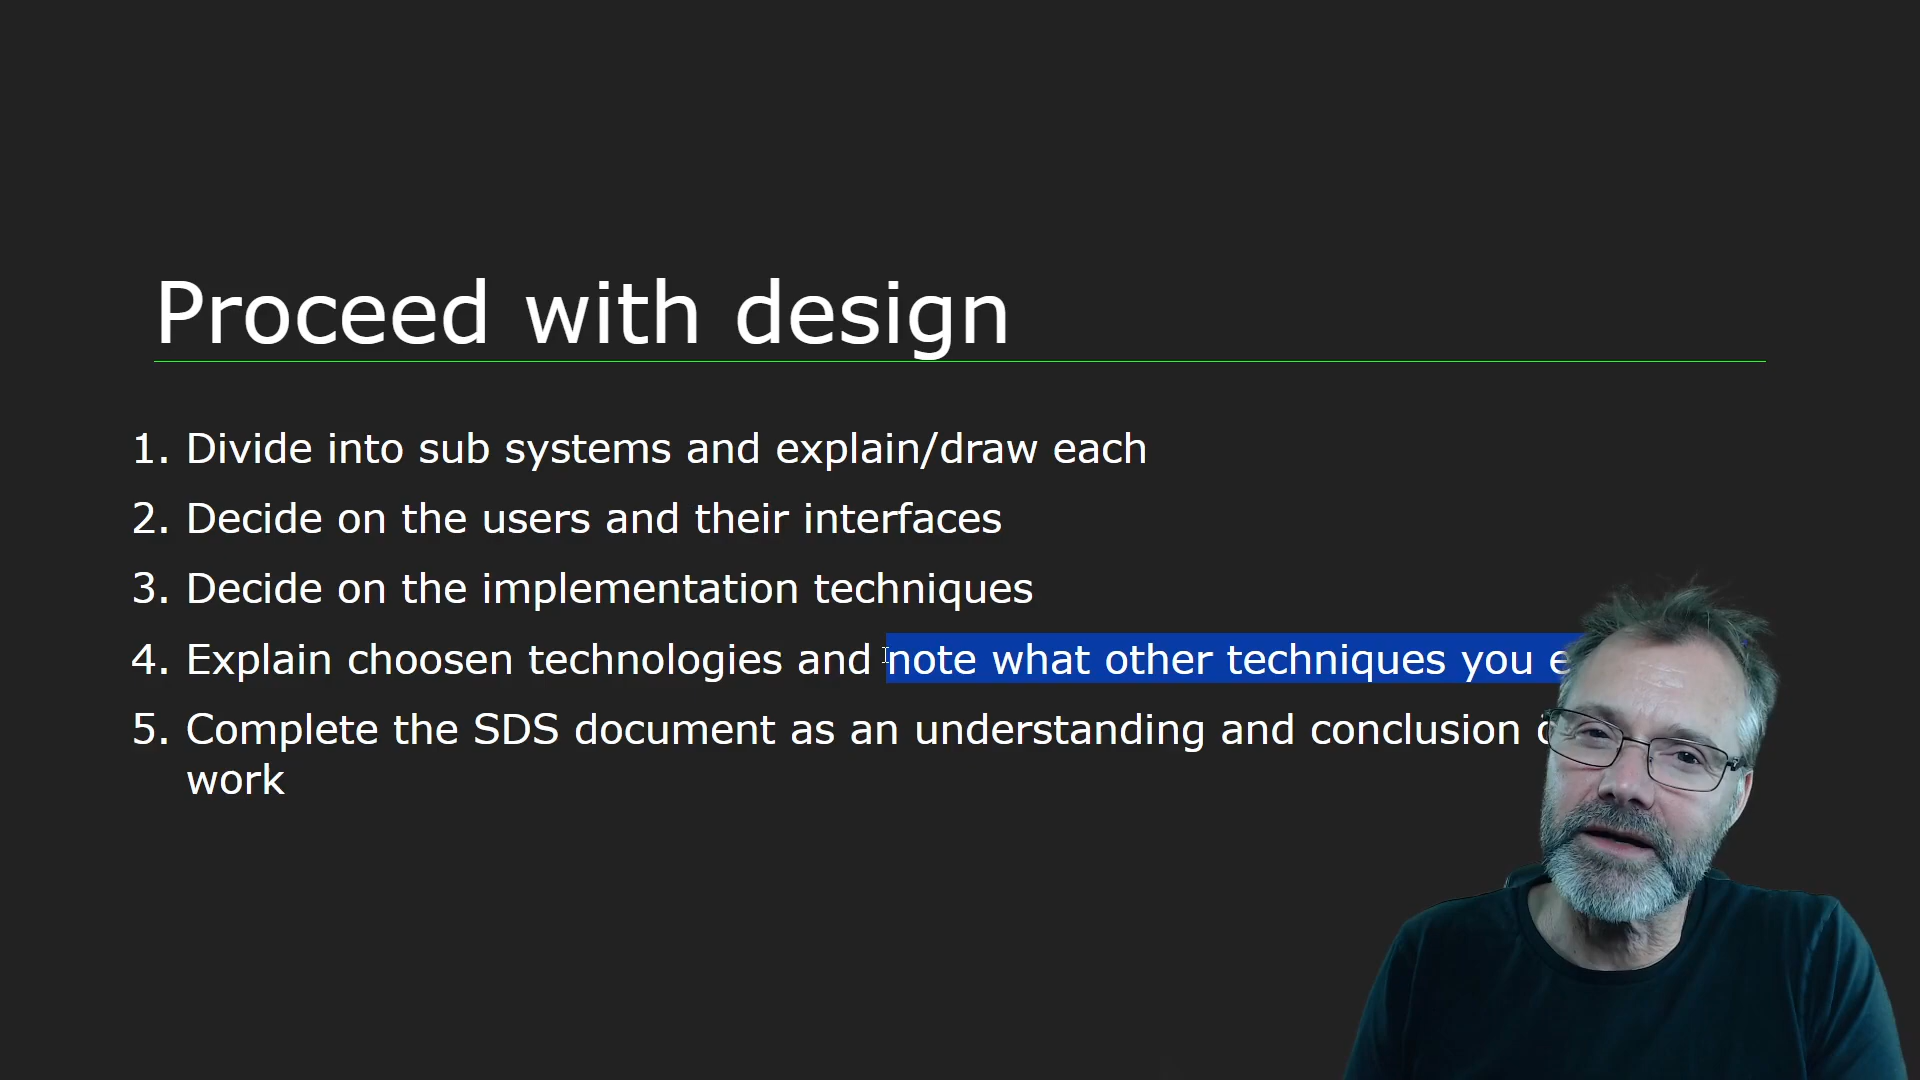 Proceed with design
1. Divide into sub systems and explain/draw each
2. Decide on the users and their interfaces
3. Decide on the implementation techniques
4. Explain choosen technologies and note what other techniques you
5. Complete the SDS document as an understanding and conclusion
work